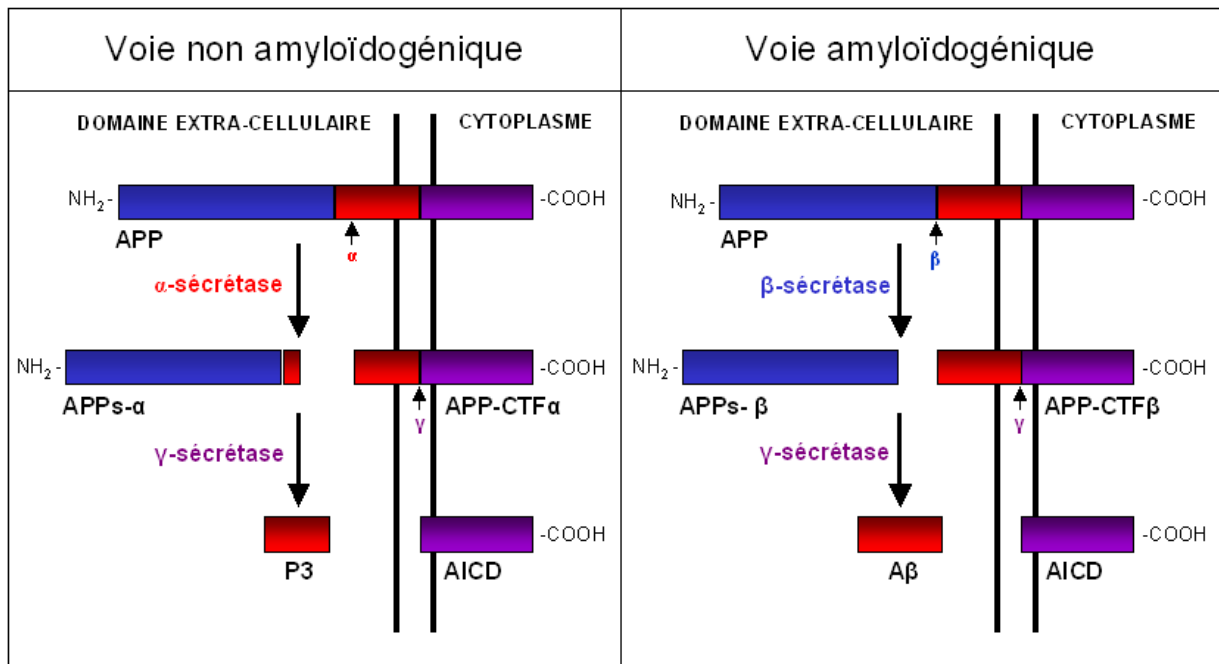 Voie non amyloïdogénique
DOMAINE EXTRA-CELLULAIRE CYTOPLASME
NH2- -COOH
APP
α
α-sécrétase
NH2- -COOH
APPs-α APP-CTFα
γ
γ-sécrétase
-COOH
P3 AICD
Voie amyloïdogénique
DOMAINE EXTRA-CELLULAIRE CYTOPLASME
NH2- -COOH
APP
β
β-sécrétase
NH2- -COOH
APPs- β APP-CTFβ
γ
γ-sécrétase
-COOH
Aβ AICD